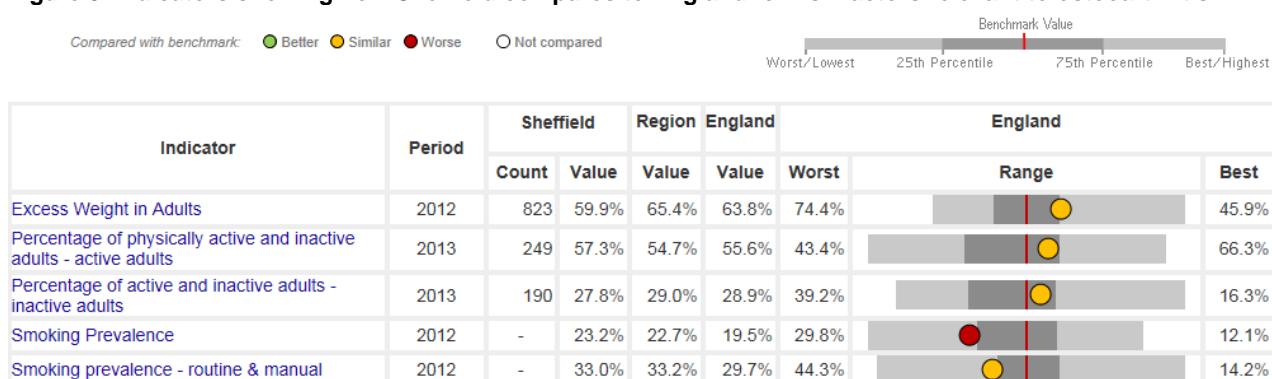 Compared with benchmark: Better Similar Worse Not compared
Benchmark Value
Worst/Lowest 25th Percentile 75th Percentile Best/Highest
Indicator Period Sheffield Region England England
Count Value Value Value Worst Range Best
Excess Weight in Adults 2012 823 59.9% 65.4% 63.8% 74.4% 45.9%
Percentage of physically active and inactive
adults - active adults 2013 249 57.3% 54.7% 55.6% 43.4% 66.3%
Percentage of active and inactive adults -
inactive adults 2013 190 27.8% 29.0% 28.9% 39.2% 16.3%
Smoking Prevalence 2012 - 23.2% 22.7% 19.5% 29.8% 12.1%
Smoking prevalence - routine & manual 2012 - 33.0% 33.2% 29.7% 44.3% 14.2%